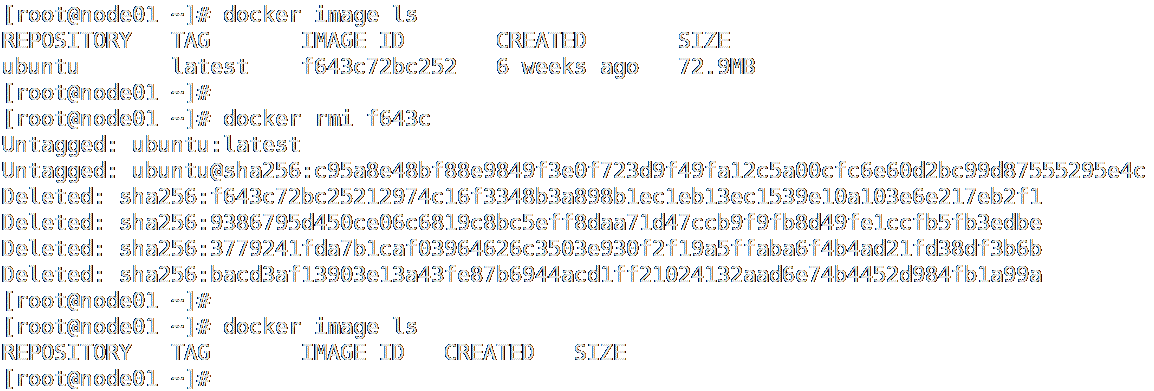 [root@node01 ~]# docker image ls
REPOSITORY   TAG       IMAGE ID       CREATED       SIZE
ubuntu       latest    f643c72bc252   6 weeks ago   72.9MB
[root@node01 ~]#
[root@node01 ~]# docker rmi f643c
Untagged: ubuntu:latest
Untagged: ubuntu@sha256:c95a8e48bf88e9849f3e0f723d9f49fa12c5a00cfc6e60d2bc99d87555295e4c
Deleted: sha256:f643c72bc25212974c16f3348b3a898b1ec1eb13ec1539e10a103e6e217eb2f1
Deleted: sha256:9386795d450ce06c6819c8bc5eff8daa71d47ccb9f9fb8d49fe1ccfb5fb3edbe
Deleted: sha256:3779241fda7b1caf03964626c3503e930f2f19a5ffaba6f4b4ad21fd38df3b6b
Deleted: sha256:bacd3af13903e13a43fe87b6944acd1ff21024132aad6e74b4452d984fb1a99a
[root@node01 ~]#
[root@node01 ~]# docker image ls
REPOSITORY   TAG       IMAGE ID   CREATED   SIZE
[root@node01 ~]#